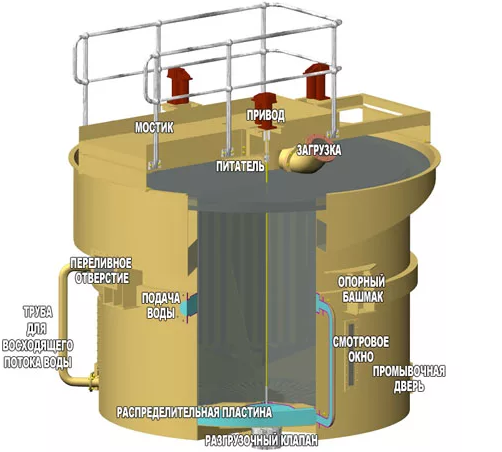 МОСТИК
ПРИВОД
ПИТАТЕЛЬ
ЗАГРУЗКА
ПЕРЕЛИВНОЕ
ОТВЕРСТИЕ
ПОДАЧА
ВОДЫ
ОПОРНЫЙ
БАШМАК
ТРУБА
ДЛЯ
ВОСХОДЯЩЕГО
ПОТОКА ВОДЫ
СМОТРОВОЕ
ОКНО
ПРОМЫВОЧНАЯ
ДВЕРЬ
РАСПРЕДЕЛИТЕЛЬНАЯ ПЛАСТИНА
РАЗГРУЗОЧНЫЙ КЛАПАН